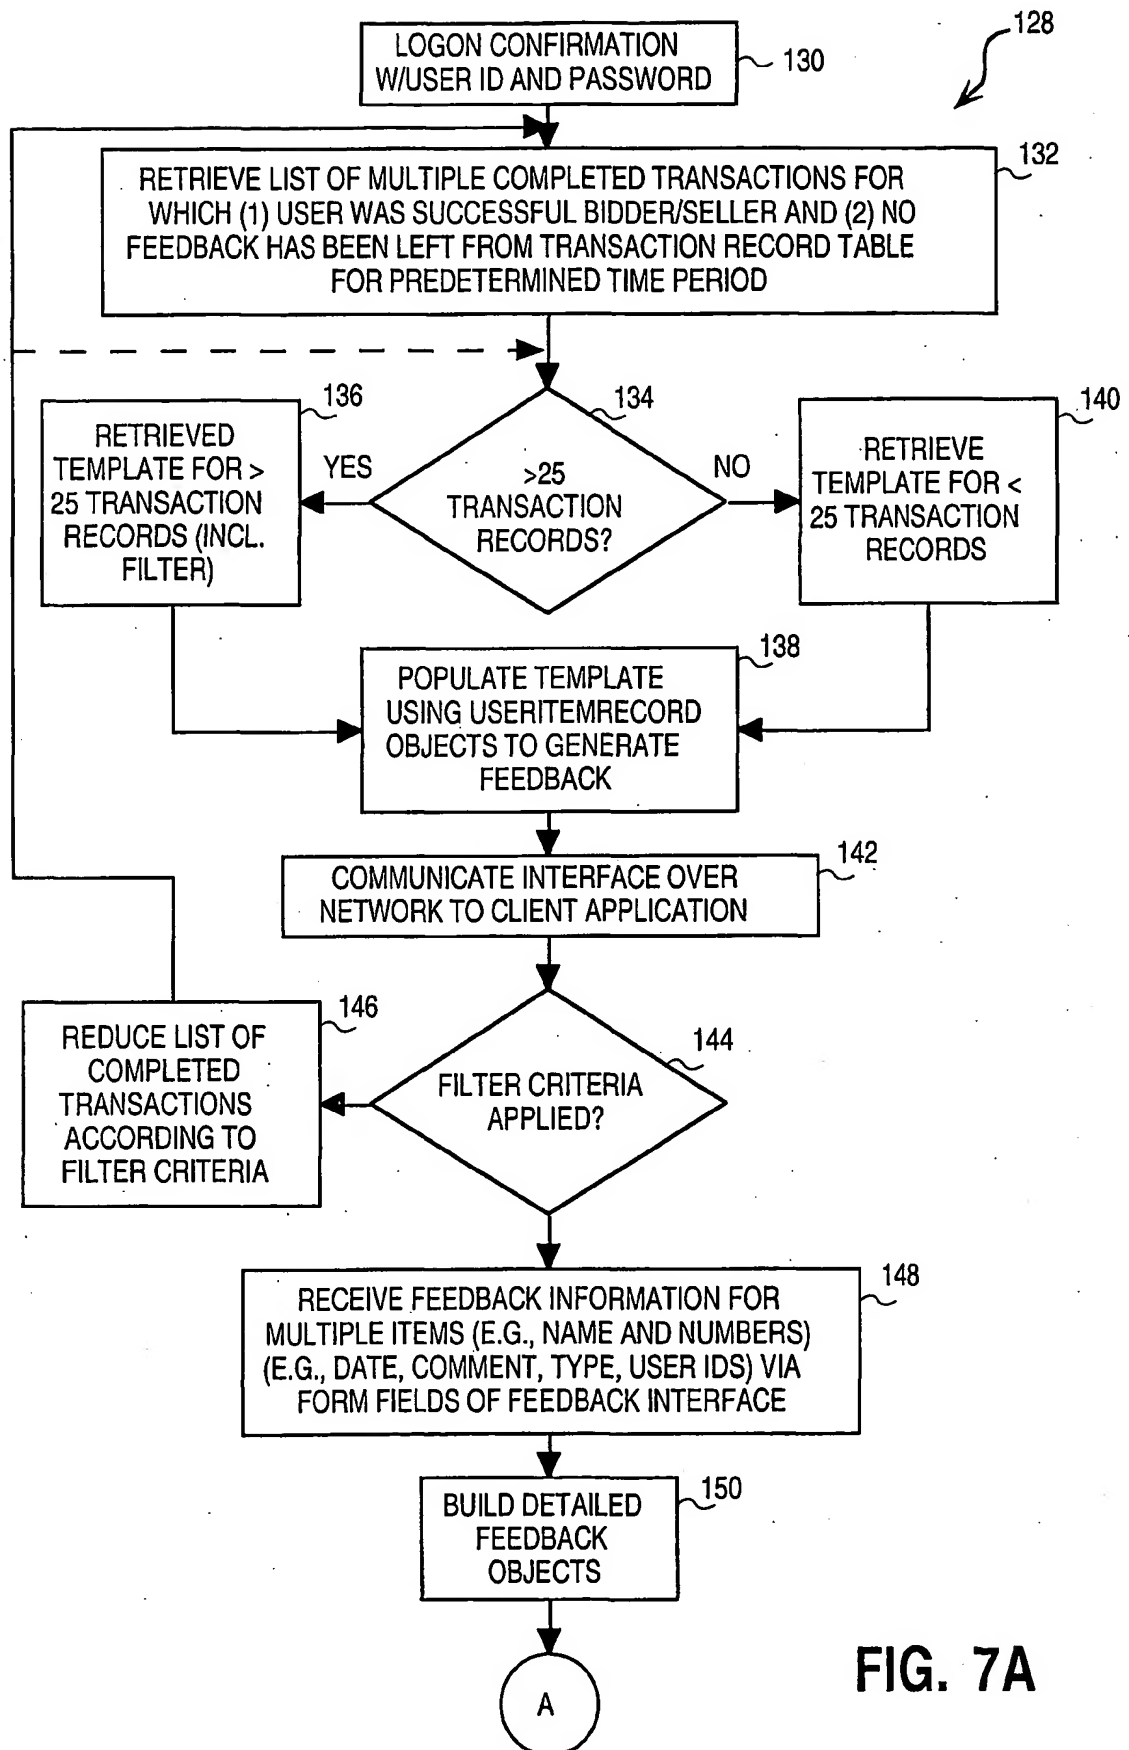 128
LOGON CONFIRMATION
W/USER ID AND PASSWORD
130
132
RETRIEVE LIST OF MULTIPLE COMPLETED TRANSACTIONS FOR
WHICH (1) USER WAS SUCCESSFUL BIDDER/SELLER AND (2) NO
FEEDBACK HAS BEEN LEFT FROM TRANSACTION RECORD TABLE
FOR PREDETERMINED TIME PERIOD
136
RETRIEVED
TEMPLATE FOR >
25 TRANSACTION
RECORDS (INCL.
FILTER)
YES
134
>25
TRANSACTION
RECORDS?
NO
140
RETRIEVE
TEMPLATE FOR <
25 TRANSACTION
RECORDS
138
POPULATE TEMPLATE
USING USERITEMRECORD
OBJECTS TO GENERATE
FEEDBACK
142
COMMUNICATE INTERFACE OVER
NETWORK TO CLIENT APPLICATION
146
REDUCE LIST OF
COMPLETED
TRANSACTIONS
ACCORDING TO
FILTER CRITERIA
144
FILTER CRITERIA
APPLIED?
148
RECEIVE FEEDBACK INFORMATION FOR
MULTIPLE ITEMS (E.G., NAME AND NUMBERS)
(E.G., DATE, COMMENT, TYPE, USER IDS) VIA
FORM FIELDS OF FEEDBACK INTERFACE
150
BUILD DETAILED
FEEDBACK
OBJECTS
A
FIG. 7A